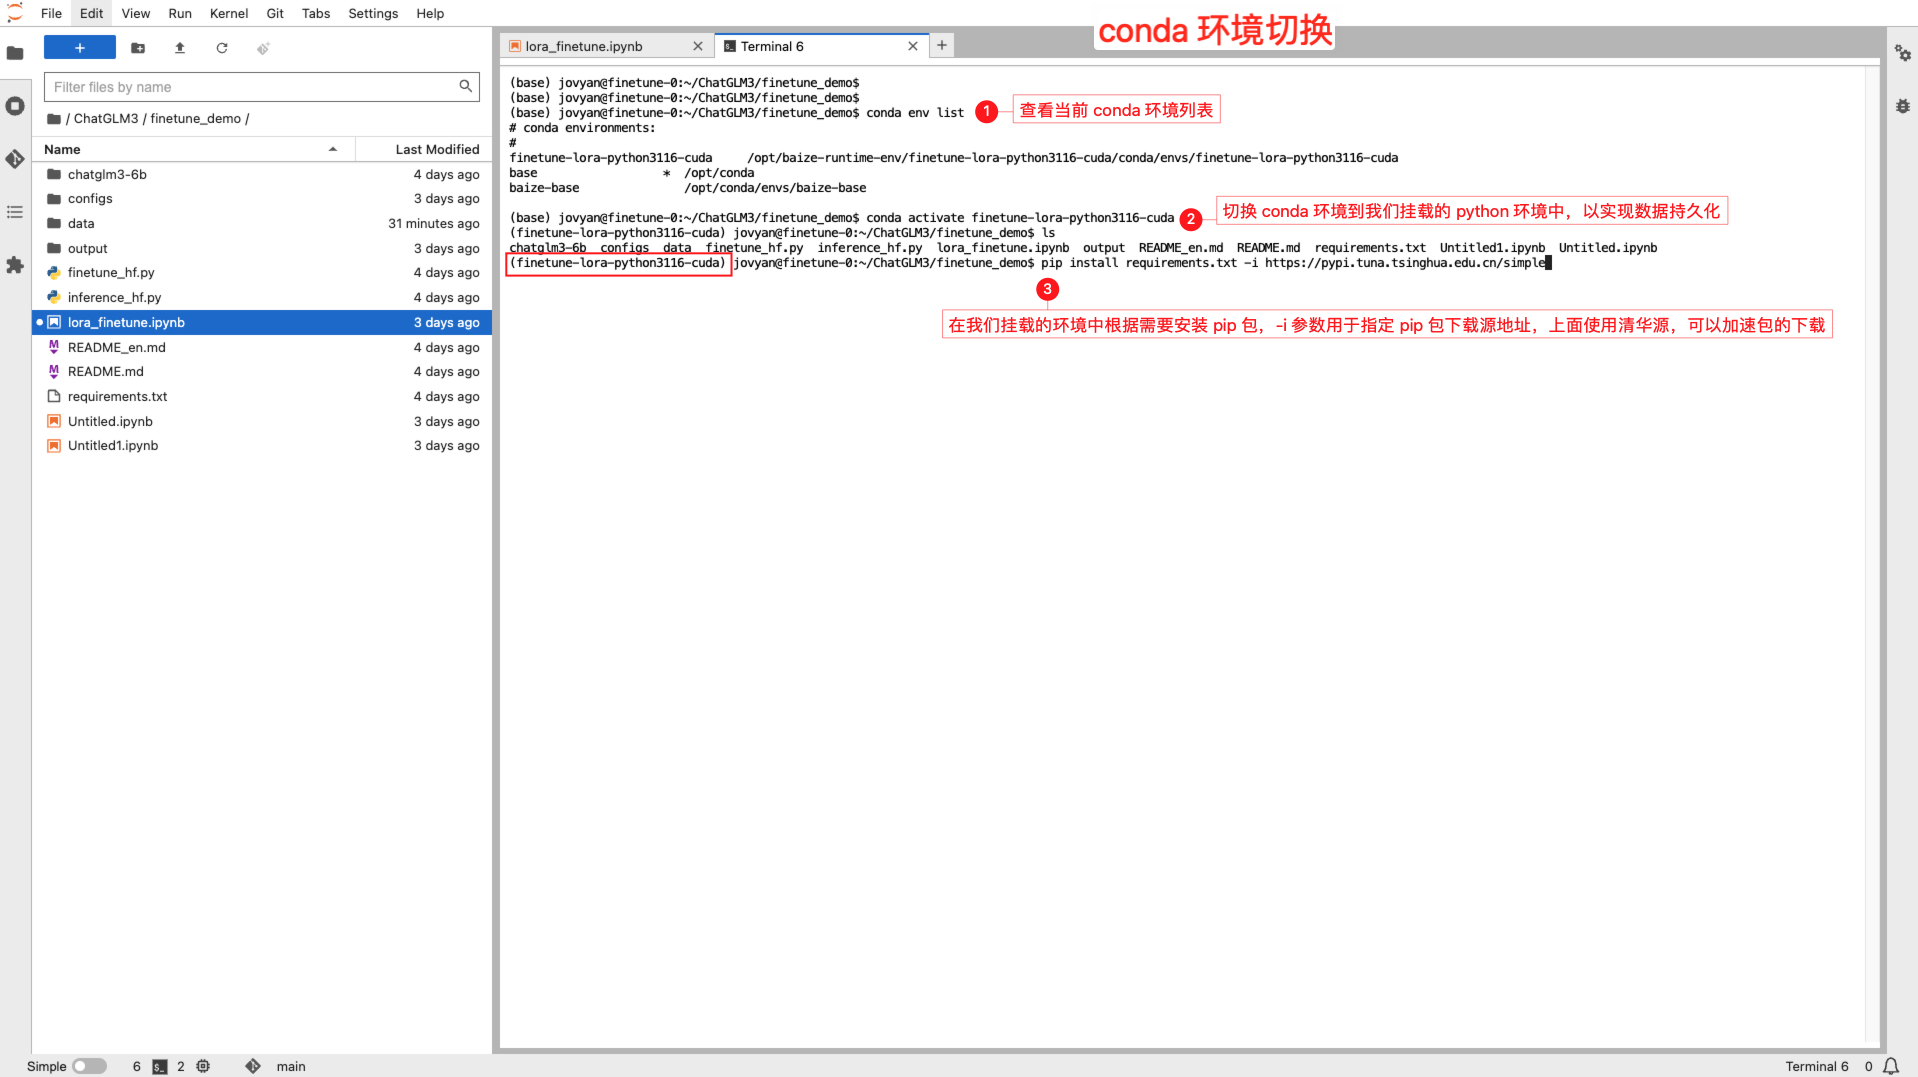 File Edit View Run Kernel Git Tabs Settings Help
conda 环境切换
lora_finetune.ipynb
Terminal 6
Filter files by name
/ ChatGLM3 / finetune_demo /
Name Last Modified
chatglm3-6b 4 days ago
configs 3 days ago
data 31 minutes ago
output 3 days ago
finetune_hf.py 4 days ago
inference_hf.py 4 days ago
lora_finetune.ipynb 3 days ago
README_en.md 4 days ago
README.md 4 days ago
requirements.txt 4 days ago
Untitled.ipynb 3 days ago
Untitled1.ipynb 3 days ago
(base) jovyan@finetune-0:~/ChatGLM3/finetune_demo$
(base) jovyan@finetune-0:~/ChatGLM3/finetune_demo$
(base) jovyan@finetune-0:~/ChatGLM3/finetune_demo$ conda env list
1 查看当前 conda 环境列表
# conda environments:
#
finetune-lora-python3116-cuda /opt/baize-runtime-env/finetune-lora-python3116-cuda/conda/envs/finetune-lora-python3116-cuda
base * /opt/conda
baize-base /opt/conda/envs/baize-base
(base) jovyan@finetune-0:~/ChatGLM3/finetune_demo$ conda activate finetune-lora-python3116-cuda
2 切换 conda 环境到我们挂载的 python 环境中，以实现数据持久化
(finetune-lora-python3116-cuda) jovyan@finetune-0:~/ChatGLM3/finetune_demo$ ls
chatglm3-6b configs data finetune_hf.py inference_hf.py lora_finetune.ipynb output README_en.md README.md requirements.txt Untitled1.ipynb Untitled.ipynb
(finetune-lora-python3116-cuda) jovyan@finetune-0:~/ChatGLM3/finetune_demo$ pip install requirements.txt -i https://pypi.tuna.tsinghua.edu.cn/simple
3
在我们挂载的环境中根据需要安装 pip 包，-i 参数用于指定 pip 包下载源地址，上面使用清华源，可以加速包的下载
Simple 6 2 main
Terminal 6 0